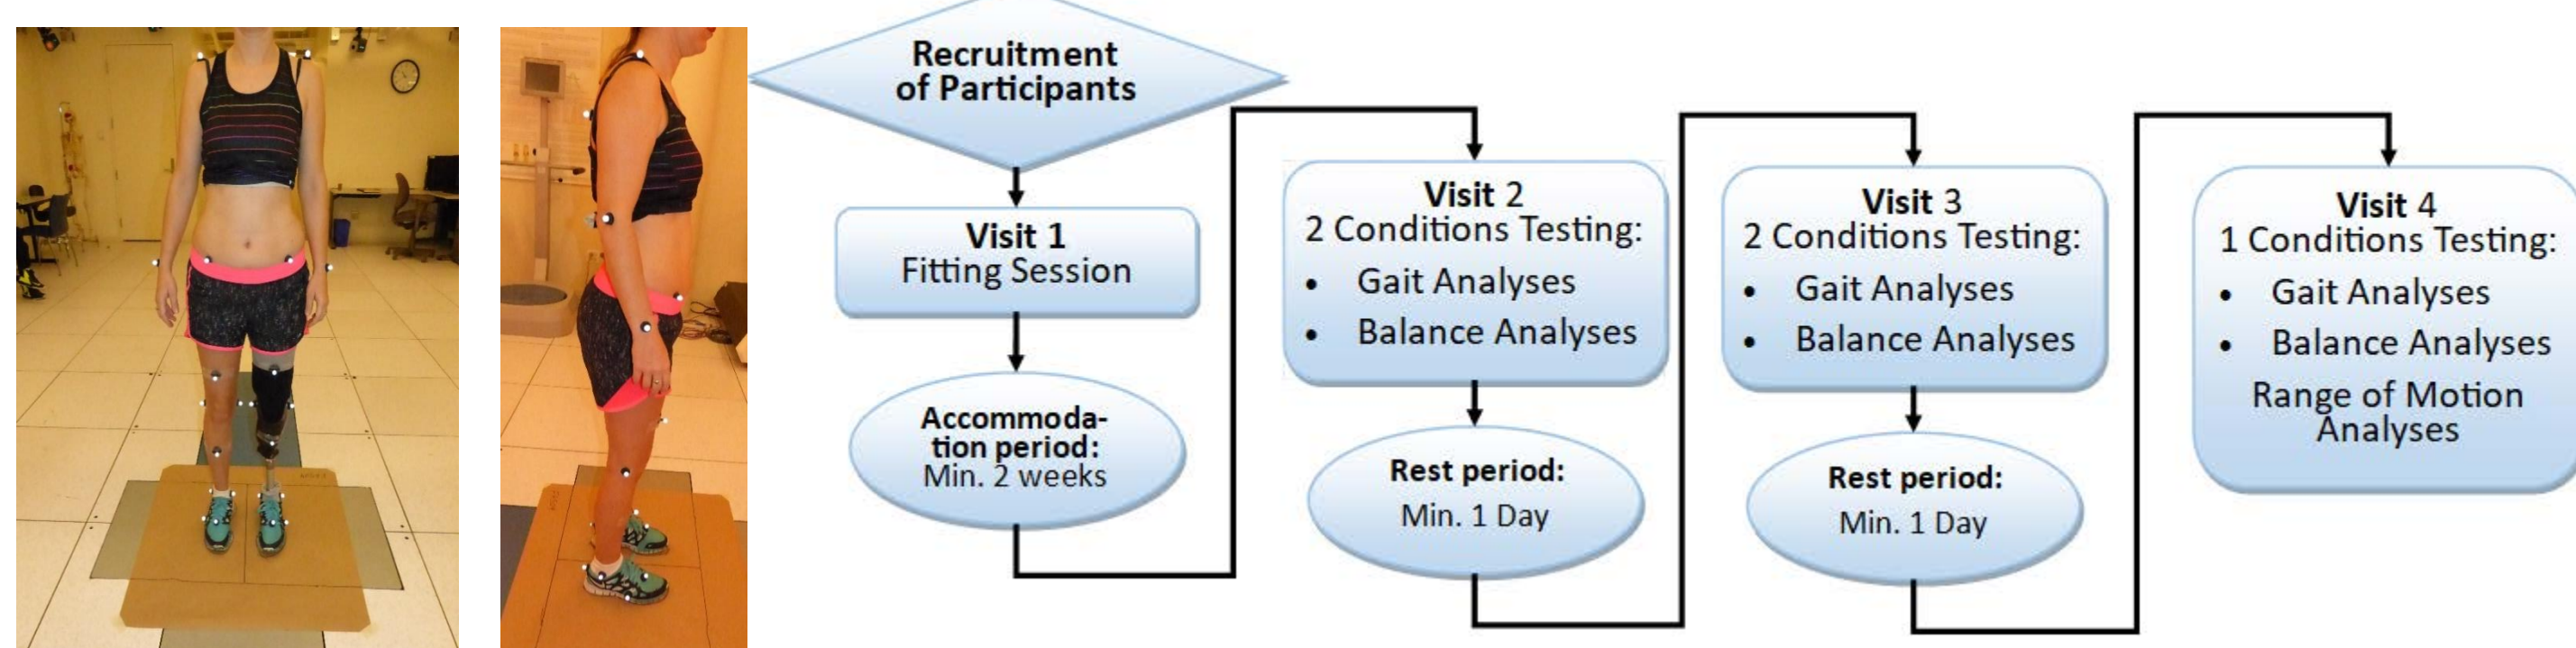 Recruitment
of Participants
Visit 1
Fitting Session
Accommoda-
tion period:
Min. 2 weeks
Visit 2
2 Conditions Testing:
• Gait Analyses
• Balance Analyses
Rest period:
Min. 1 Day
Visit 3
2 Conditions Testing:
• Gait Analyses
• Balance Analyses
Rest period:
Min. 1 Day
Visit 4
1 Conditions Testing:
• Gait Analyses
• Balance Analyses
Range of Motion
Analyses